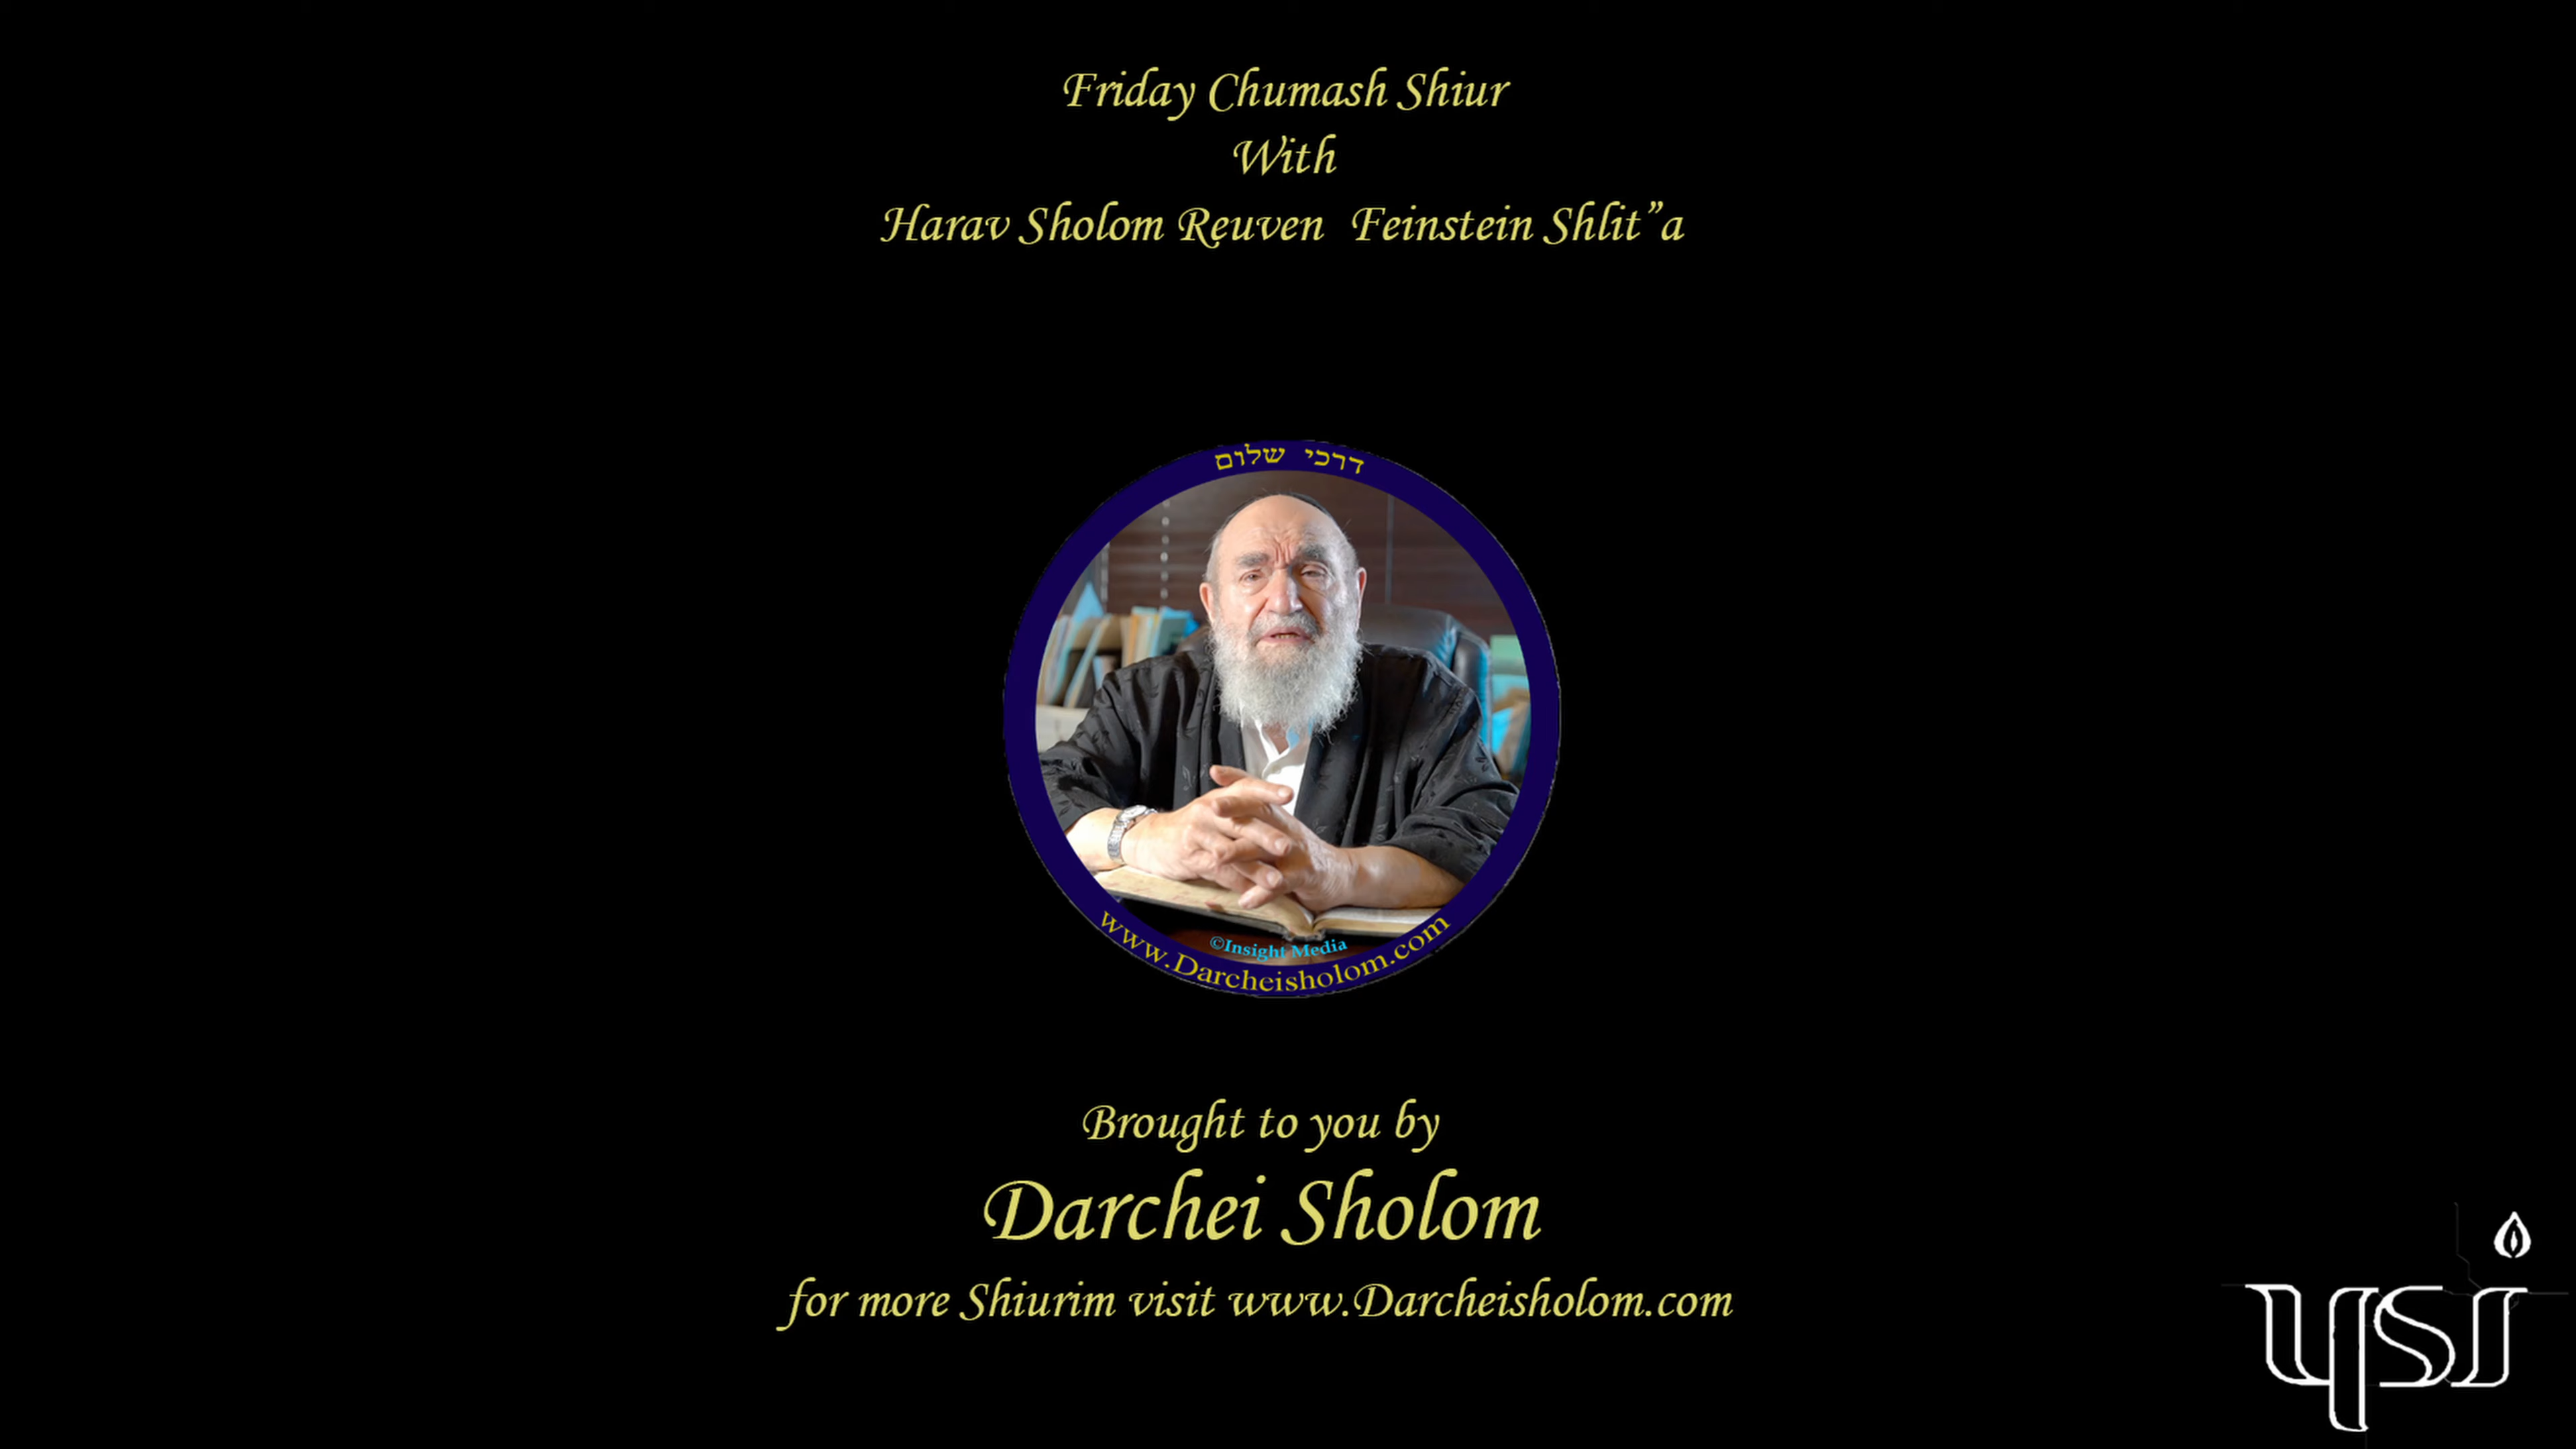 Friday Chumash Shiur
With
Harav Sholom Reuven Feinstein Shlit”a
דרכי שלום
©Insight Media
www.Darcheisholom.com
Brought to you by
Darchei Sholom
for more Shiurim visit www.Darcheisholom.com
ysi